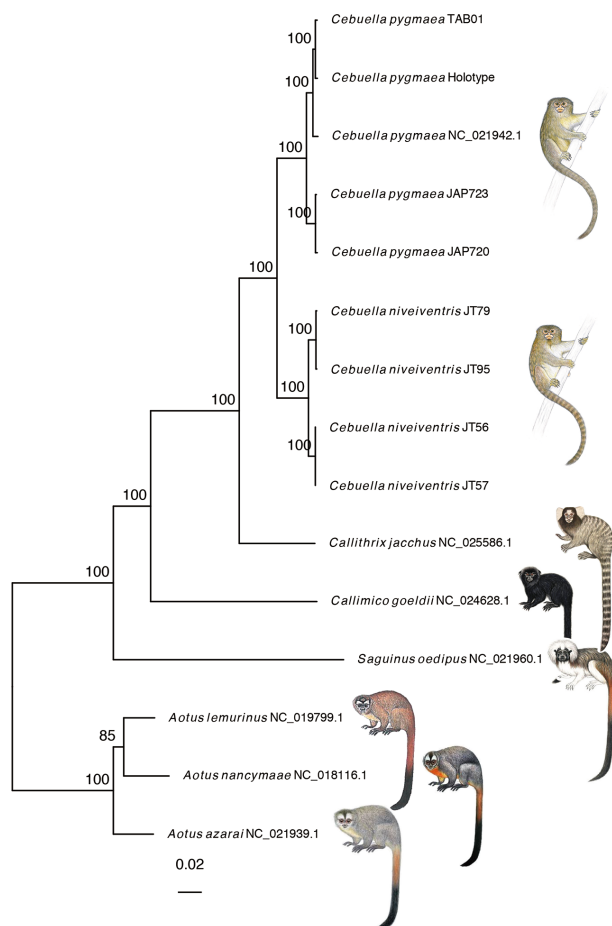 Cebuella pygmaea TAB01
100
Cebuella pygmaea Holotype
100
Cebuella pygmaea NC_021942.1
100
Cebuella pygmaea JAP723
100
Cebuella pygmaea JAP720
100
Cebuella niveiventris JT79
100
Cebuella niveiventris JT95
100
100
Cebuella niveiventris JT56
100
Cebuella niveiventris JT57
100
Callithrix jacchus NC_025586.1
100
Callimico goeldii NC_024628.1
Saguinus oedipus NC_021960.1
Aotus lemurinus NC_019799.1
85
Aotus nancymaae NC_018116.1
100
Aotus azarai NC_021939.1
0.02